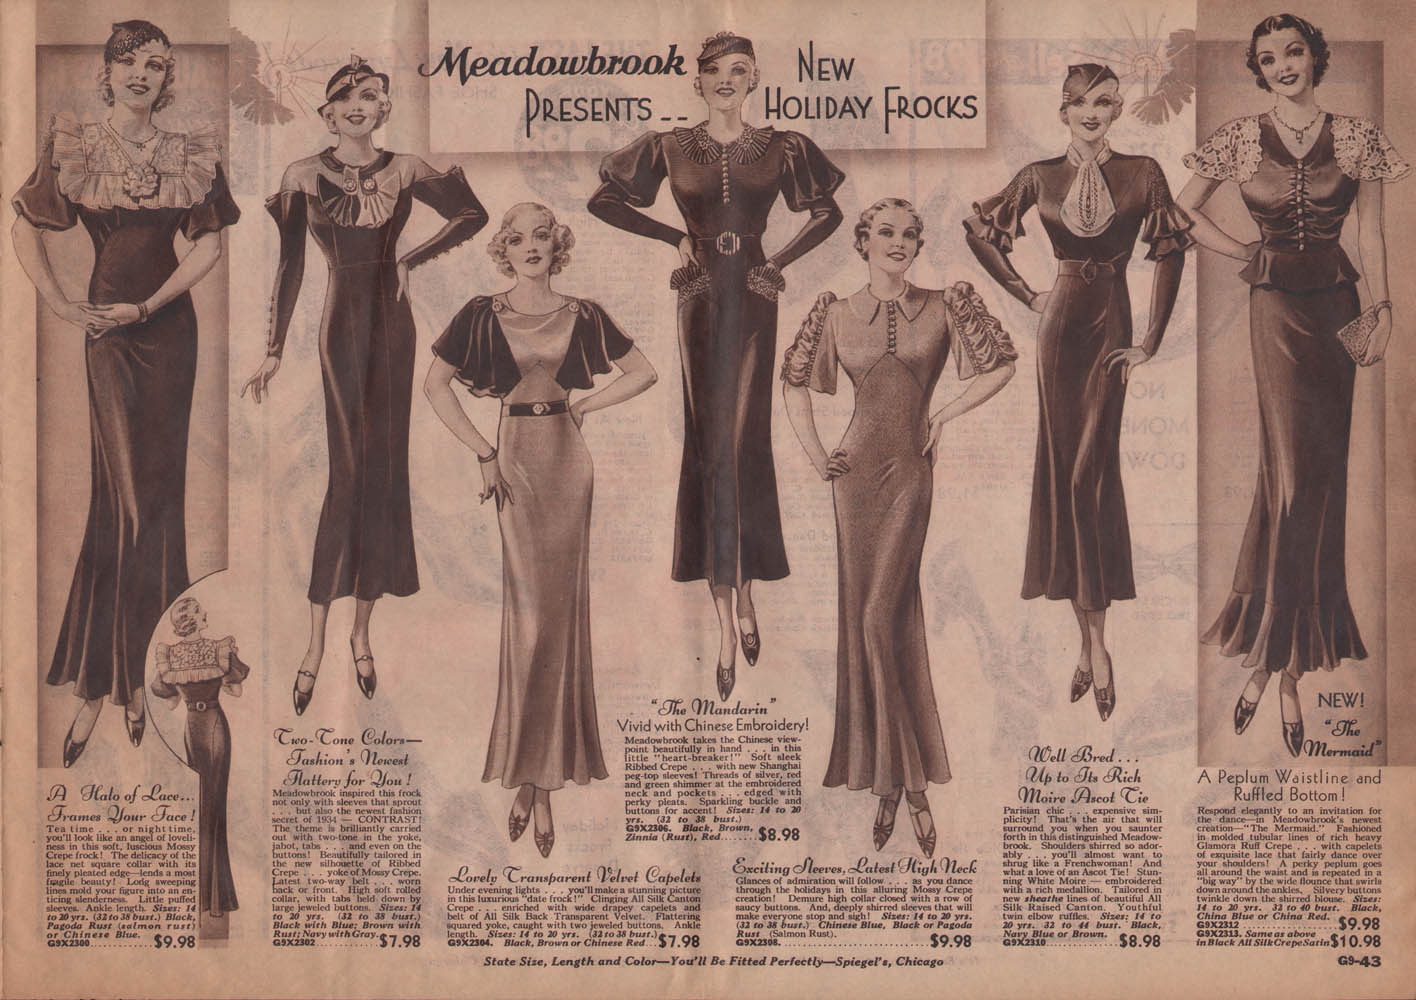 Meadowbrook
PRESENTS --
NEW
HOLIDAY FROCKS
A Halo of Lace...
Frames Your Face!
Tea time . . . or night time,
you'll look like an angel of loveli-
ness in this soft, luscious Mossy
Crepe frock! The delicacy of the
lace net square collar with its
finely pleated edge—lends a most
fragile beauty! Long sweeping
lines mold your figure into an en-
ticing slenderness. Little puffed
sleeves. Ankle length. Sizes: 14
to 20 yrs. (32 to 38 bust.) Black,
Pagoda Rust (salmon rust)
or Chinese Blue.
G9X2300..........$9.98
Two-Tone Colors—
Fashion's Newest
Flattery for You!
Meadowbrook inspired this frock
not only with sleeves that sprout
. . . but also the newest fashion
secret of 1934 — CONTRAST!
The theme is brilliantly carried
out with two-tone in the yoke,
jabot, tabs . . . and even on the
buttons! Beautifully tailored in
the new silhouette of Ribbed
Crepe . . . yoke of Mossy Crepe.
Latest two-way belt . . . worn
back or front. High soft rolled
collar, with tabs held down by
large jeweled buttons. Sizes: 14
to 20 yrs. (32 to 38 bust.)
Black with Blue; Brown with
Rust; Navy with Gray.
G9X2302..........$7.98
Lovely Transparent Velvet Capelets
Under evening lights . . . you'll make a stunning picture
in this luxurious "date frock!" Clinging All Silk Canton
Crepe . . . enriched with wide drapey capelets and
belt of All Silk Back Transparent Velvet. Flattering
squared yoke, caught with two jeweled buttons. Ankle
length. Sizes: 14 to 20 yrs. (32 to 38 bust.)
G9X2304. Black, Brown or Chinese Red...$7.98
"The Mandarin"
Vivid with Chinese Embroidery!
Meadowbrook takes the Chinese view-
point beautifully in hand . . . in this
little "heart-breaker!" Soft sleek
Ribbed Crepe . . . with new Shanghai
peg-top sleeves! Threads of silver, red
and green shimmer at the embroidered
neck and pockets . . . edged with
perky pleats. Sparkling buckle and
buttons for accent! Sizes: 14 to 20
yrs. (32 to 38 bust.)
G9X2306. Black, Brown,
Zinnia (Rust), Red.......$8.98
Exciting Sleeves, Latest High Neck
Glances of admiration will follow . . . as you dance
through the holidays in this alluring Mossy Crepe
creation! Demure high collar closed with a row of
saucy buttons. And, deeply shirred sleeves that will
make everyone stop and sigh! Sizes: 14 to 20 yrs.
(32 to 38 bust.) Chinese Blue, Black or Pagoda
Rust (Salmon Rust).
G9X2308..........$9.98
Well Bred...
Up to Its Rich
Moire Ascot Tie
Parisian chic . . . expensive sim-
plicity! That's the air that will
surround you when you saunter
forth in this distinguished Meadow-
brook. Shoulders shirred so ador-
ably . . . you'll almost want to
shrug like a Frenchwoman! And
what a love of an Ascot Tie! Stun-
ning White Moire — embroidered
with a rich medallion. Tailored in
new sheathe lines of beautiful All
Silk Raised Canton. Youthful
twin elbow ruffles. Sizes: 14 to
20 yrs. 32 to 44 bust. Black,
Navy Blue or Brown.
G9X2310..........$8.98
NEW!
"The
Mermaid"
A Peplum Waistline and
Ruffled Bottom!
Respond elegantly to an invitation for
the dance—in Meadowbrook's newest
creation—"The Mermaid." Fashioned
in molded tubular lines of rich heavy
Glamora Ruff Crepe . . . with capelets
of exquisite lace that fairly dance over
your shoulders! A perky peplum goes
all around the waist and is repeated in a
"big way" by the wide flounce that swirls
down around the ankles. Silvery buttons
twinkle down the shirred blouse. Sizes:
14 to 20 yrs. 32 to 40 bust. Black,
China Blue or China Red.
G9X2312..........$9.98
G9X2313. Same as above
in Black All Silk Crepe Satin $10.98
State Size, Length and Color—You'll Be Fitted Perfectly—Spiegel's, Chicago
G9-43